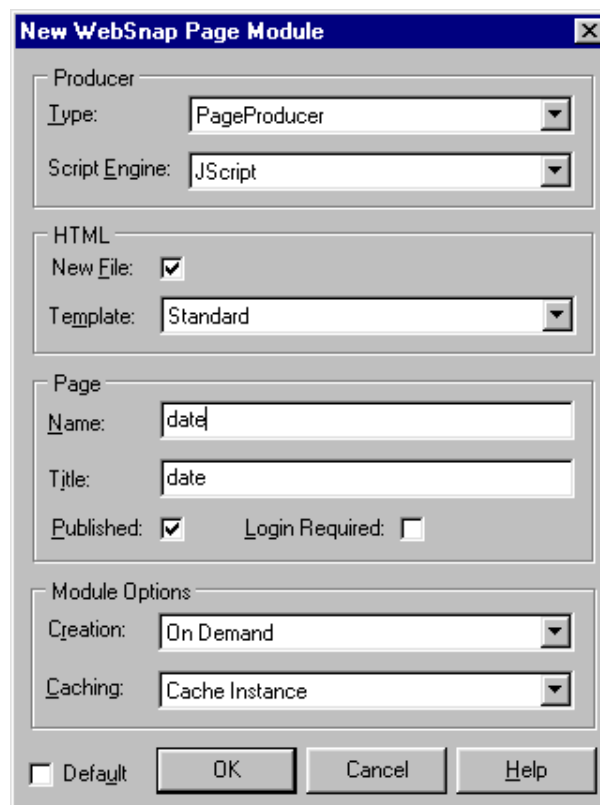 New WebSnap Page Module
Producer
Type: PageProducer
Script Engine: JScript
HTML
New File:
Template: Standard
Page
Name: date
Title: date
Published: Login Required:
Module Options
Creation: On Demand
Caching: Cache Instance
Default OK Cancel Help